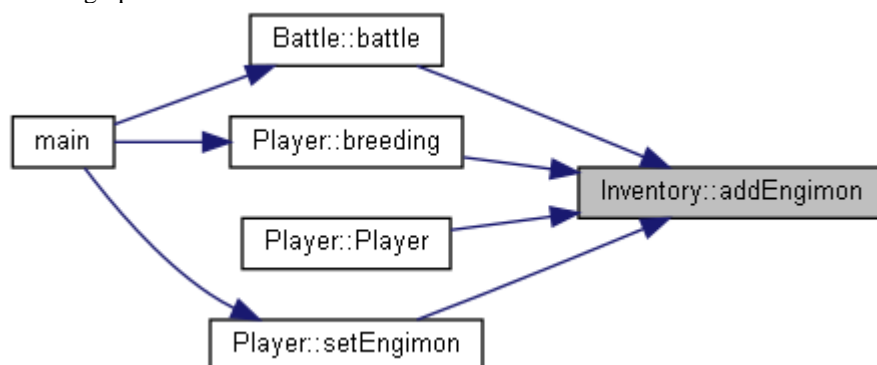 Battle::battle
main
Player::breeding
Inventory::addEngimon
Player::Player
Player::setEngimon